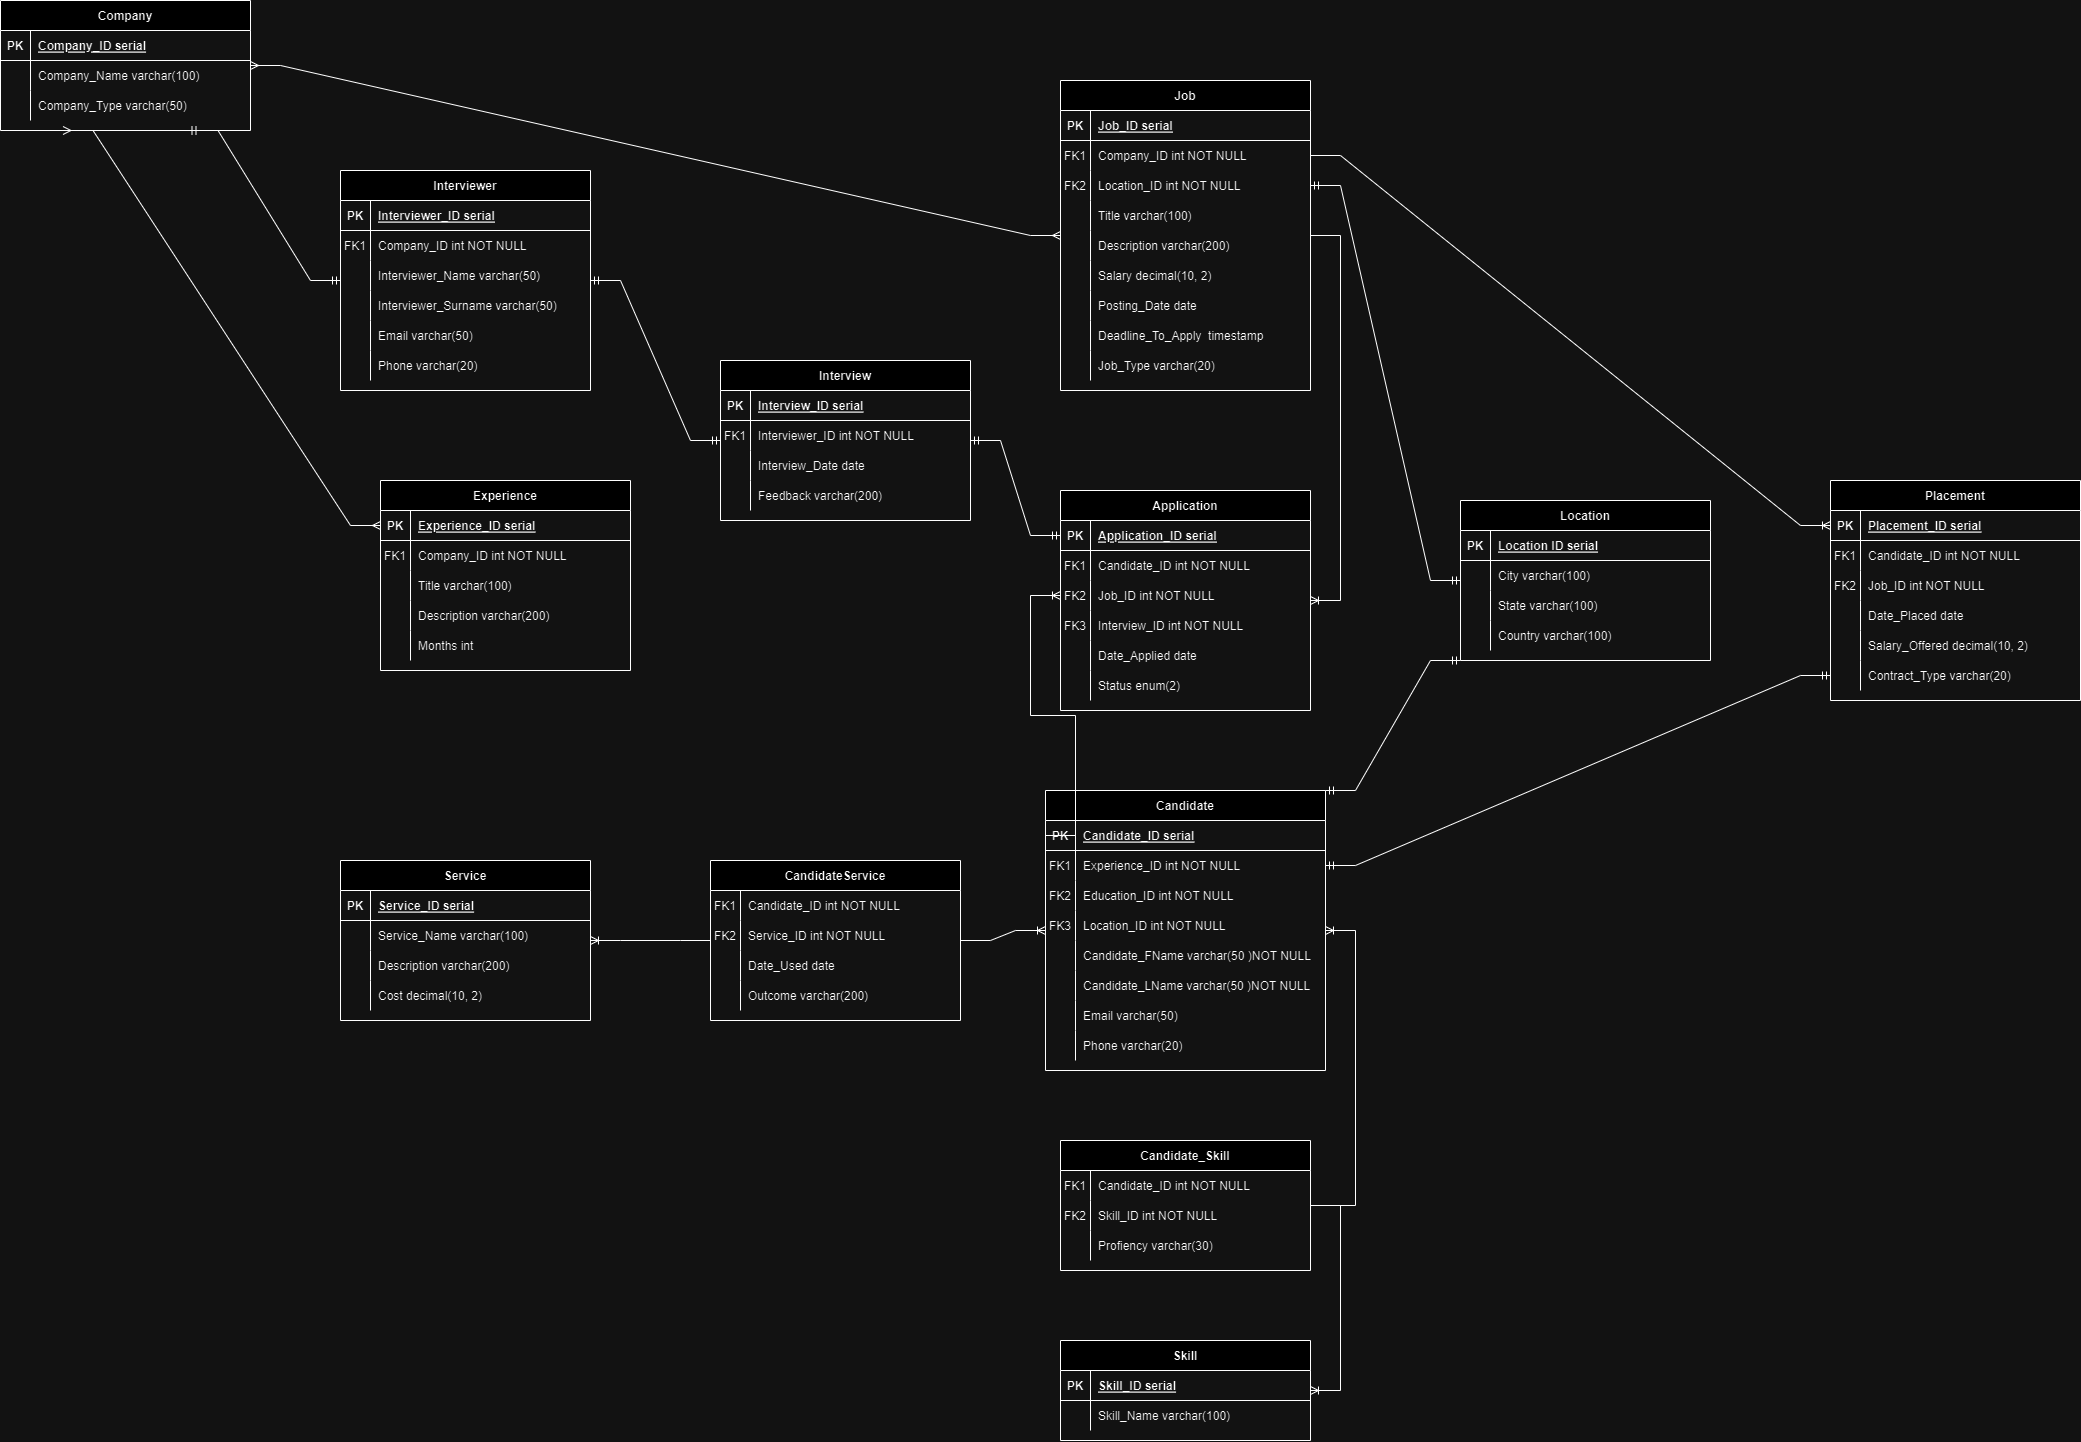 Company
PK Company_ID serial
Company_Name varchar(100)
Company_Type varchar(50)
Job
PK Job_ID serial
FK1 Company_ID int NOT NULL
FK2 Location_ID int NOT NULL
Title varchar(100)
Description varchar(200)
Salary decimal(10, 2)
Posting_Date date
Deadline_To_Apply  timestamp
Job_Type varchar(20)
Interviewer
PK Interviewer_ID serial
FK1 Company_ID int NOT NULL
Interviewer_Name varchar(50)
Interviewer_Surname varchar(50)
Email varchar(50)
Phone varchar(20)
Interview
PK Interview_ID serial
FK1 Interviewer_ID int NOT NULL
Interview_Date date
Feedback varchar(200)
Experience
PK Experience_ID serial
FK1 Company_ID int NOT NULL
Title varchar(100)
Description varchar(200)
Months int
Application
PK Application_ID serial
FK1 Candidate_ID int NOT NULL
FK2 Job_ID int NOT NULL
FK3 Interview_ID int NOT NULL
Date_Applied date
Status enum(2)
Location
PK Location ID serial
City varchar(100)
State varchar(100)
Country varchar(100)
Placement
PK Placement_ID serial
FK1 Candidate_ID int NOT NULL
FK2 Job_ID int NOT NULL
Date_Placed date
Salary_Offered decimal(10, 2)
Contract_Type varchar(20)
Service
PK Service_ID serial
Service_Name varchar(100)
Description varchar(200)
Cost decimal(10, 2)
CandidateService
FK1 Candidate_ID int NOT NULL
FK2 Service_ID int NOT NULL
Date_Used date
Outcome varchar(200)
Candidate
PK Candidate_ID serial
FK1 Experience_ID int NOT NULL
FK2 Education_ID int NOT NULL
FK3 Location_ID int NOT NULL
Candidate_FName varchar(50 )NOT NULL
Candidate_LName varchar(50 )NOT NULL
Email varchar(50)
Phone varchar(20)
Candidate_Skill
FK1 Candidate_ID int NOT NULL
FK2 Skill_ID int NOT NULL
Profiency varchar(30)
Skill
PK Skill_ID serial
Skill_Name varchar(100)